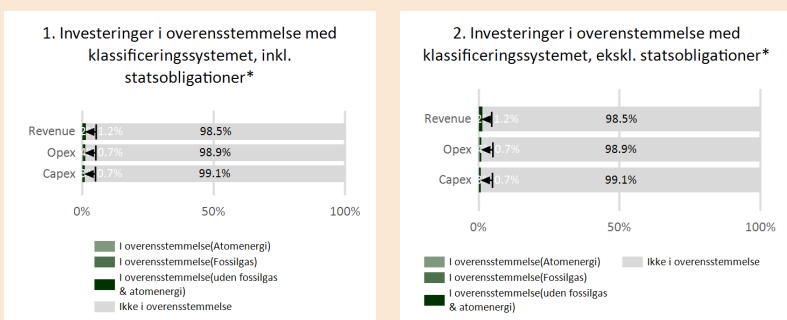 1. Investeringer i overensstemmelse med
klassificeringssystemet, inkl.
statsobligationer*
Revenue 1.2% 98.5%
Opex 0.7% 98.9%
Capex 0.7% 99.1%
0% 50% 100%
I overensstemmelse(Atomenergi)
I overensstemmelse(Fossilgas)
I overensstemmelse(uden fossilgas
& atomenergi)
Ikke i overensstemmelse
2. Investeringer i overenstemmelse med
klassificeringssystemet, ekskl. statsobligationer*
Revenue 1.2% 98.5%
Opex 0.7% 98.9%
Capex 0.7% 99.1%
0% 50% 100%
I overensstemmelse(Atomenergi) Ikke i overensstemmelse
I overensstemmelse(Fossilgas)
I overensstemmelse(uden fossilgas
& atomenergi)